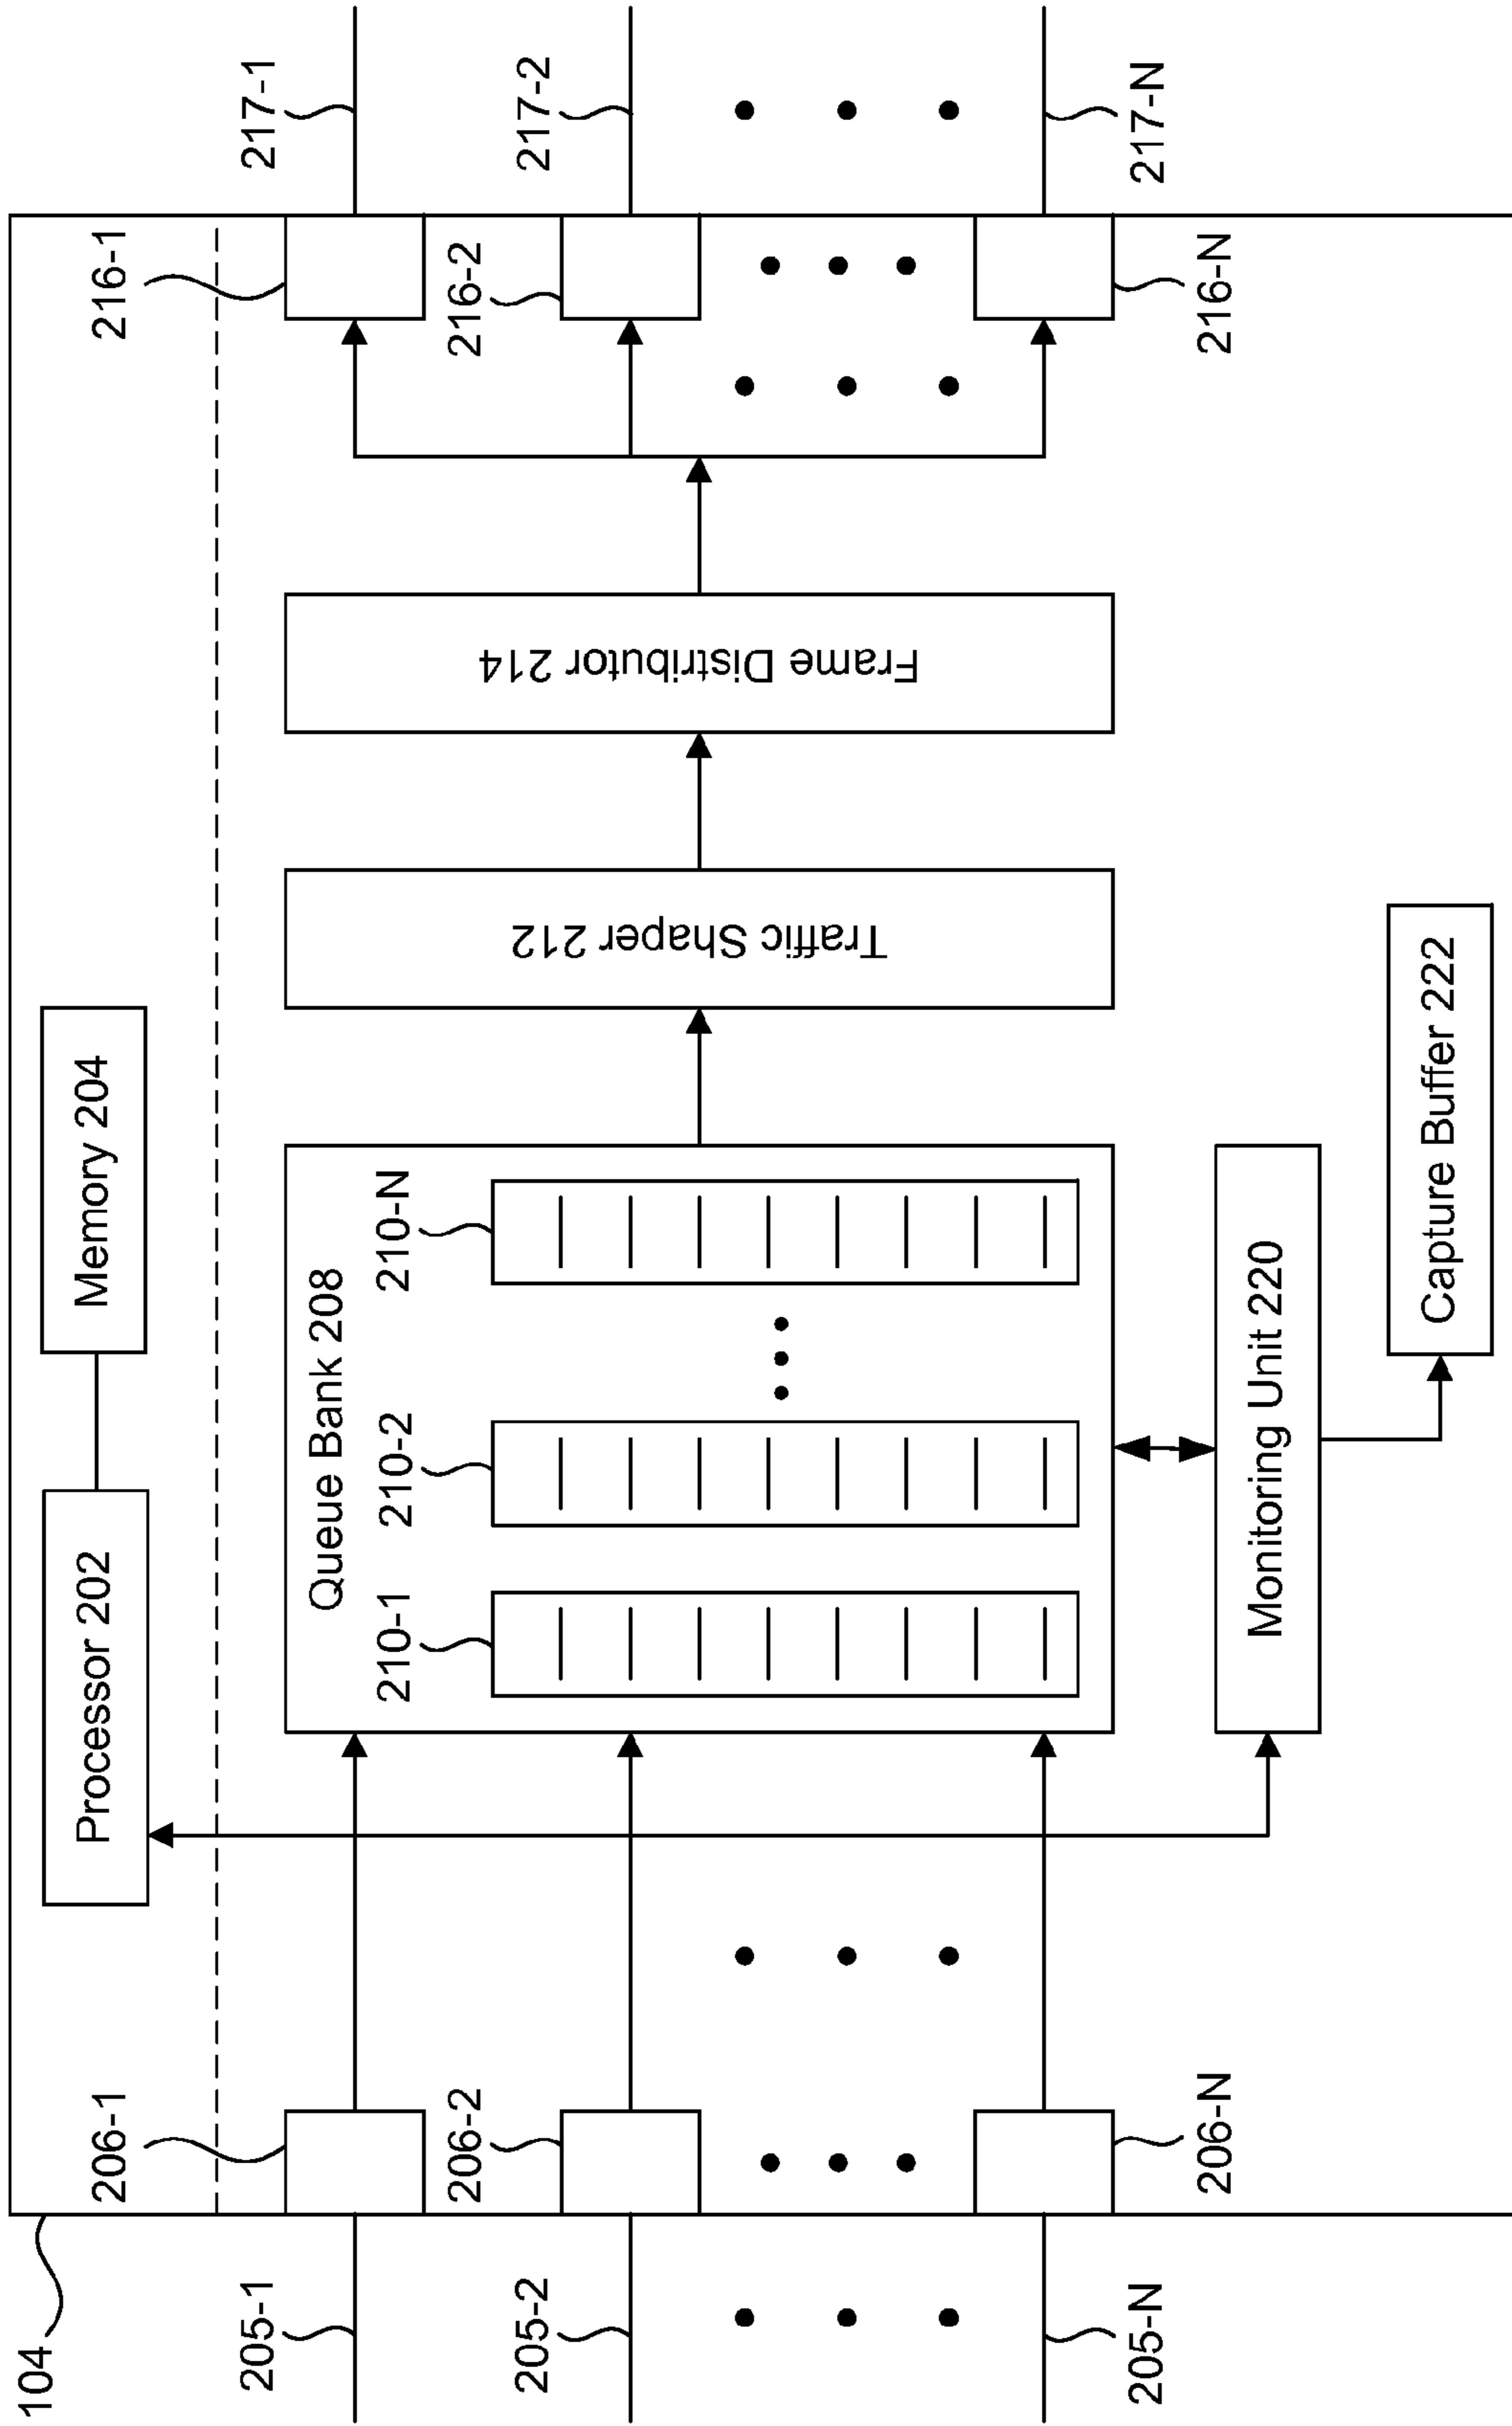 104
Processor 202
Memory 204
206-1
216-1
205-1
217-1
Queue Bank 208
210-1
210-2
210-N
206-2
216-2
205-2
217-2
Traffic Shaper 212
Frame Distributor 214
205-N
217-N
206-N
216-N
Monitoring Unit 220
Capture Buffer 222